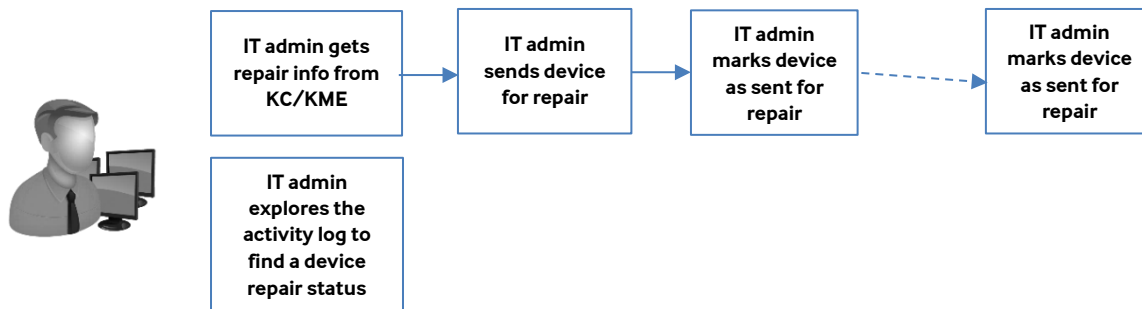 IT admin gets
repair info from
KC/KME
IT admin
sends device
for repair
IT admin
marks device
as sent for
repair
IT admin
marks device
as sent for
repair
IT admin
explores the
activity log to
find a device
repair status